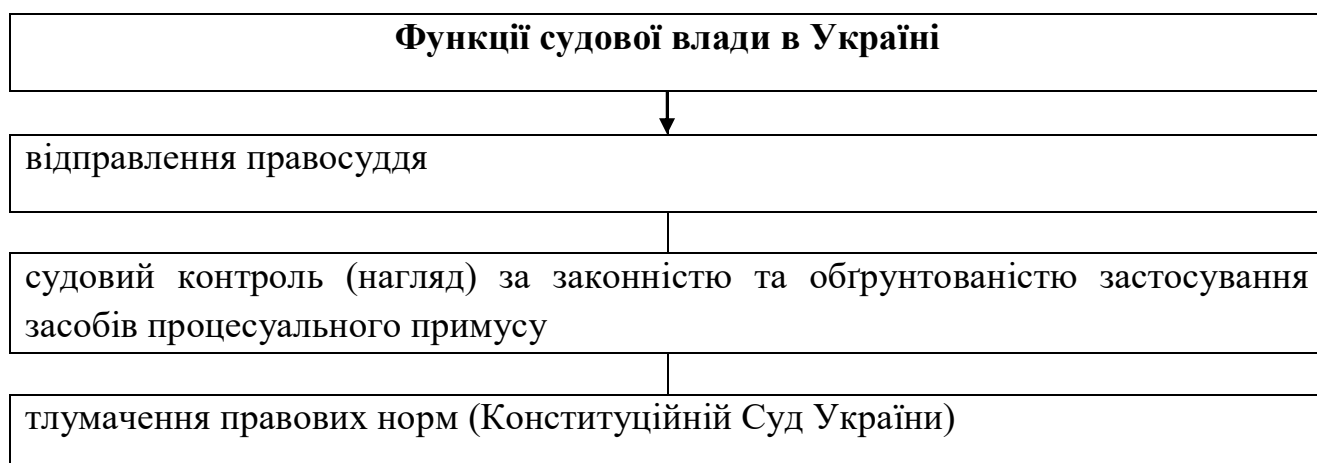 Функції судової влади в Україні
відправлення правосуддя
судовий контроль (нагляд) за законністю та обґрунтованістю застосування
засобів процесуального примусу
тлумачення правових норм (Конституційній Суд України)